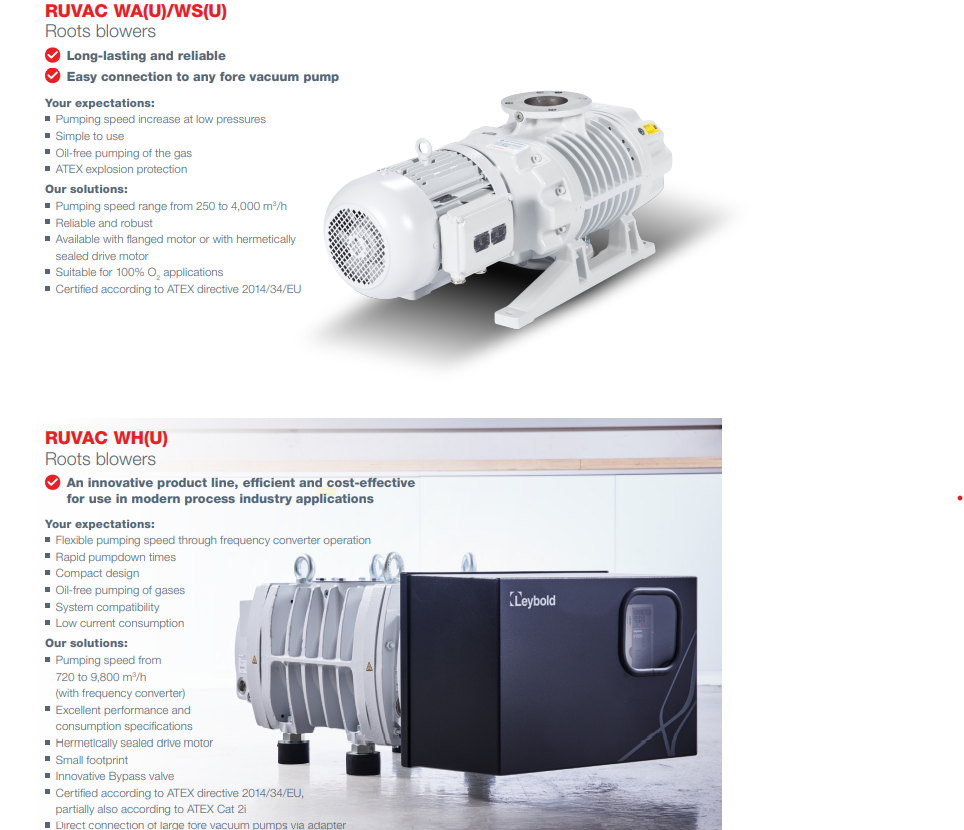 RUVAC WA(U)/WS(U)
Roots blowers
Long-lasting and reliable
Easy connection to any fore vacuum pump
Your expectations:
Pumping speed increase at low pressures
Simple to use
Oil-free pumping of the gas
ATEX explosion protection
Our solutions:
Pumping speed range from 250 to 4,000 m³/h
Reliable and robust
Available with flanged motor or with hermetically
sealed drive motor
Suitable for 100% O₂ applications
Certified according to ATEX directive 2014/34/EU
RUVAC WH(U)
Roots blowers
An innovative product line, efficient and cost-effective
for use in modern process industry applications
Your expectations:
Flexible pumping speed through frequency converter operation
Rapid pumpdown times
Compact design
Oil-free pumping of gases
System compatibility
Low current consumption
Our solutions:
Pumping speed from
720 to 9,800 m³/h
(with frequency converter)
Excellent performance and
consumption specifications
Hermetically sealed drive motor
Small footprint
Innovative Bypass valve
Certified according to ATEX directive 2014/34/EU,
partially also according to ATEX Cat 2i
Direct connection of large fore vacuum pumps via adapter
Leybold